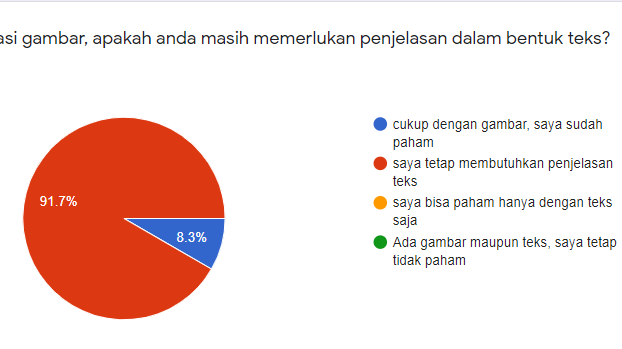 gambar, apakah anda masih memerlukan penjelasan dalam bentuk teks?
cukup dengan gambar, saya sudah
paham
saya tetap membutuhkan penjelasan
teks
saya bisa paham hanya dengan teks
saja
Ada gambar maupun teks, saya tetap
tidak paham
91.7%
8.3%